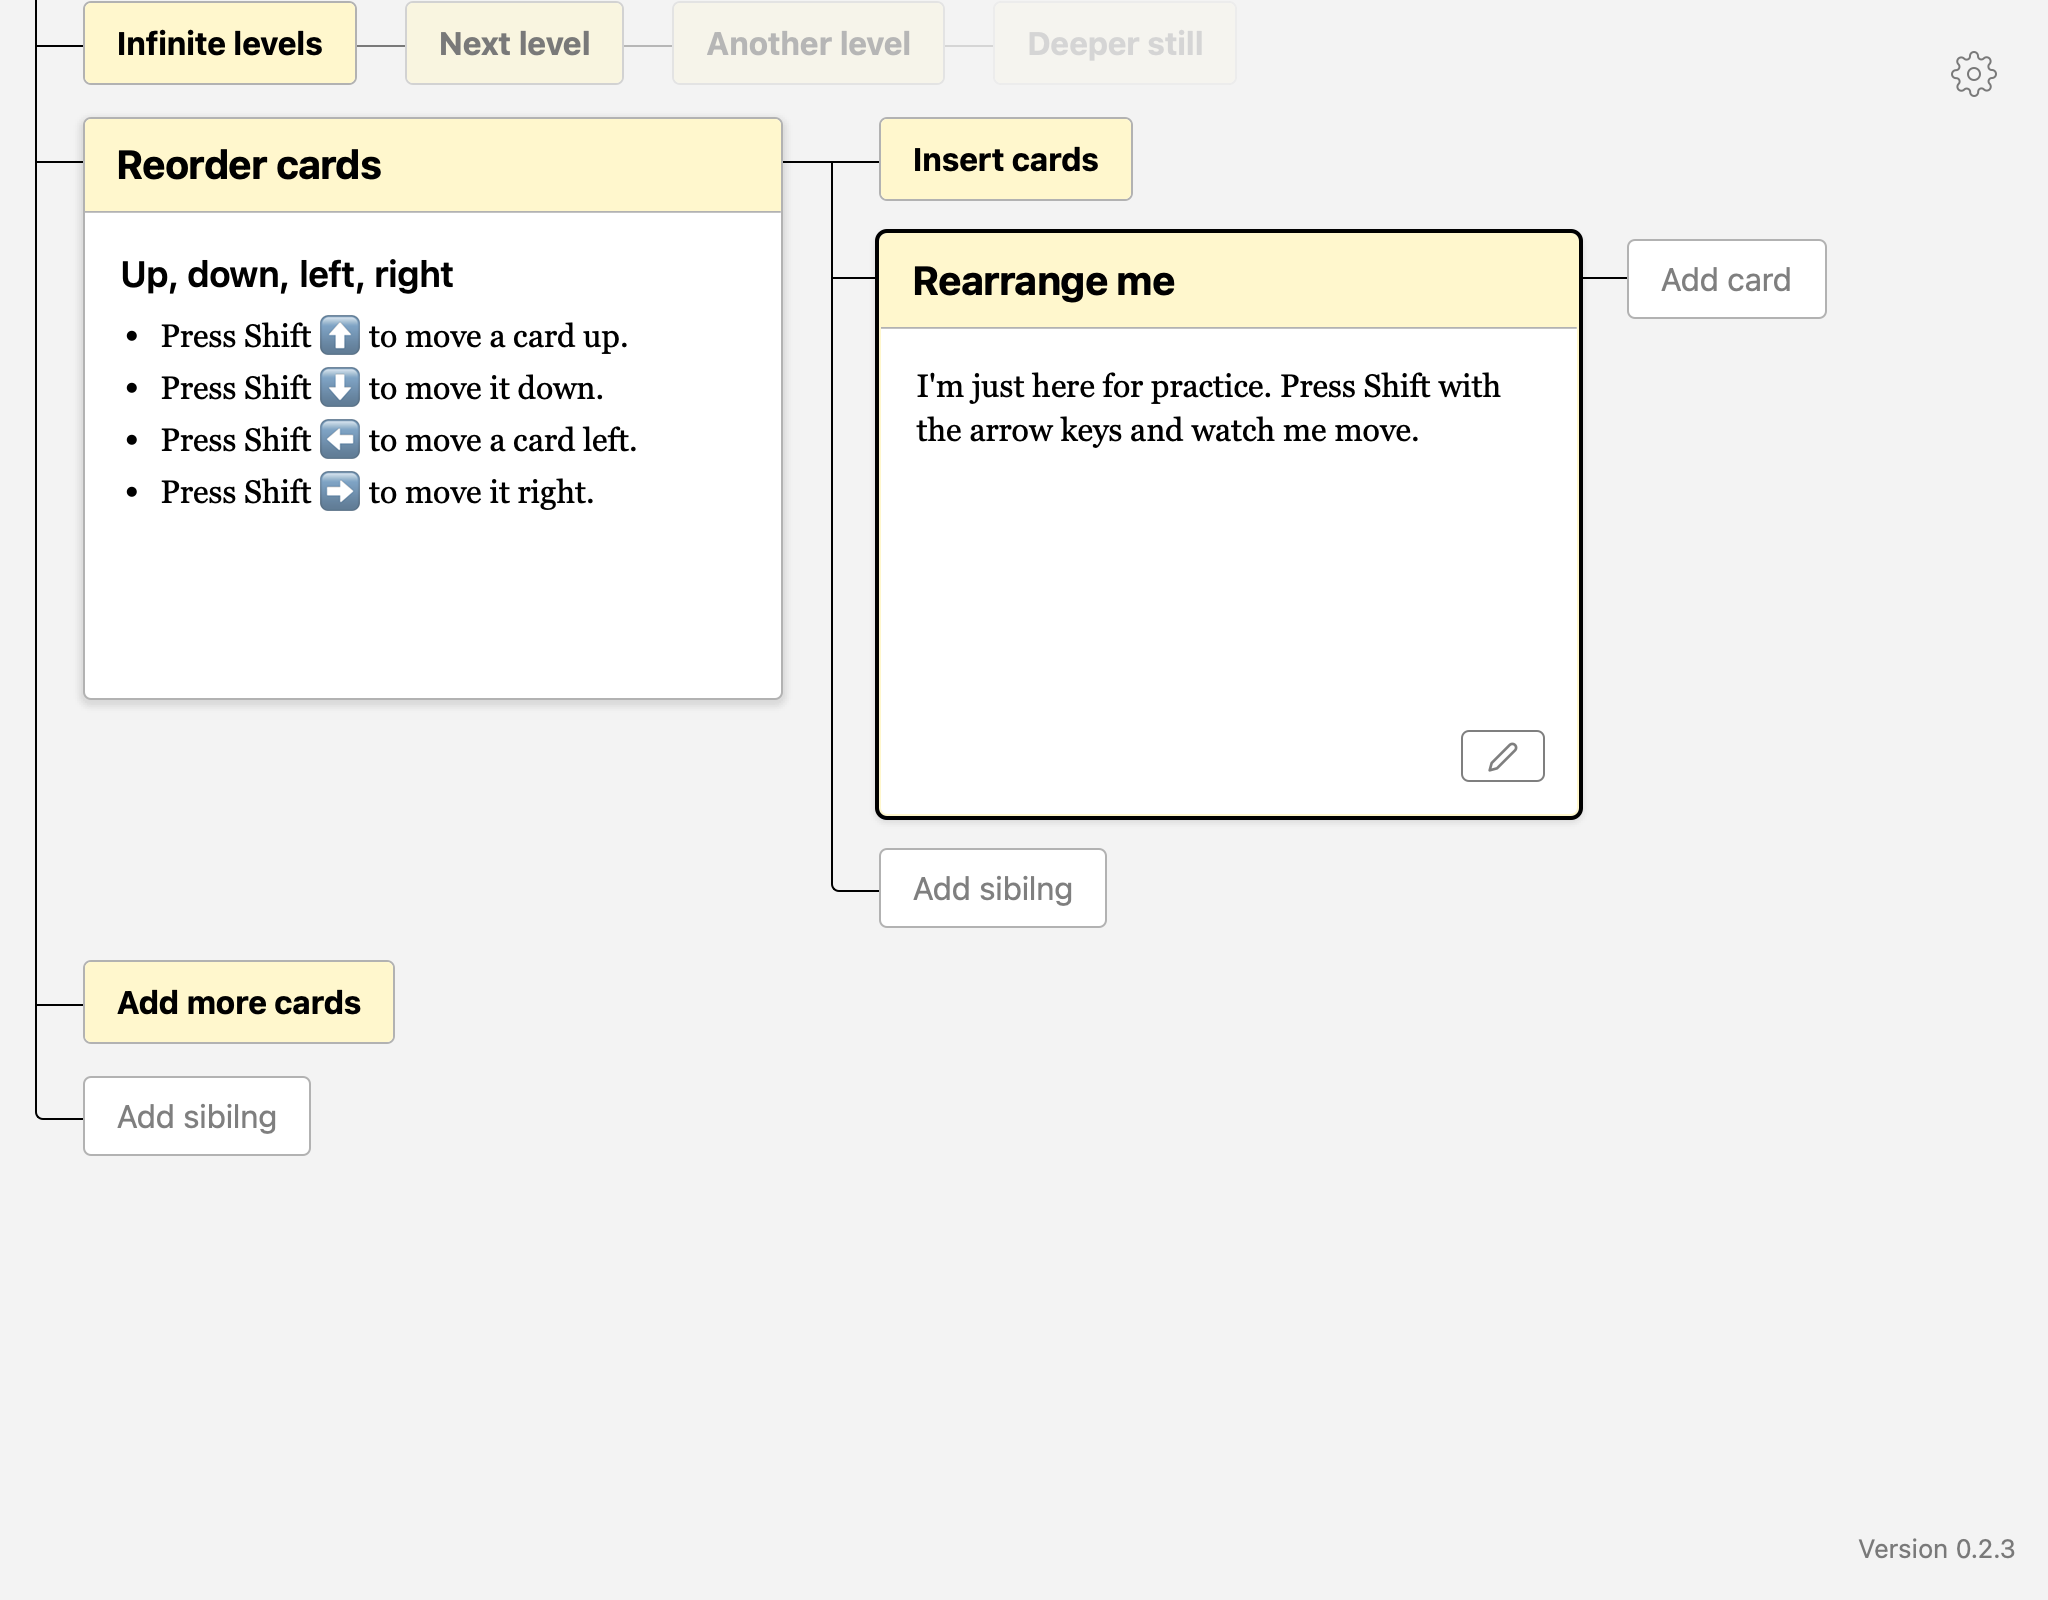 Infinite levels
Next level
Another level
Deeper still
Reorder cards
Up, down, left, right
• Press Shift ⬆️ to move a card up.
• Press Shift ⬇️ to move it down.
• Press Shift ⬅️ to move a card left.
• Press Shift ➡️ to move it right.
Insert cards
Rearrange me
I'm just here for practice. Press Shift with
the arrow keys and watch me move.
Add card
Add sibilng
Add more cards
Add sibilng
Version 0.2.3